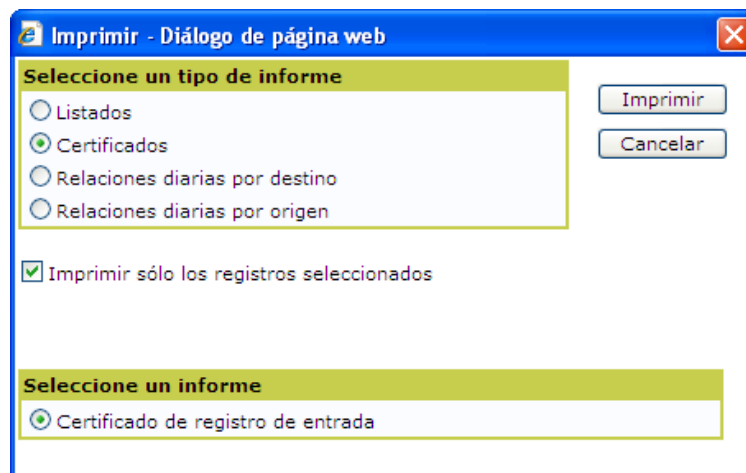 Imprimir - Diálogo de página web
Seleccione un tipo de informe
Imprimir
Listados
Certificados
Cancelar
Relaciones diarias por destino
Relaciones diarias por origen
Imprimir sólo los registros seleccionados
Seleccione un informe
Certificado de registro de entrada